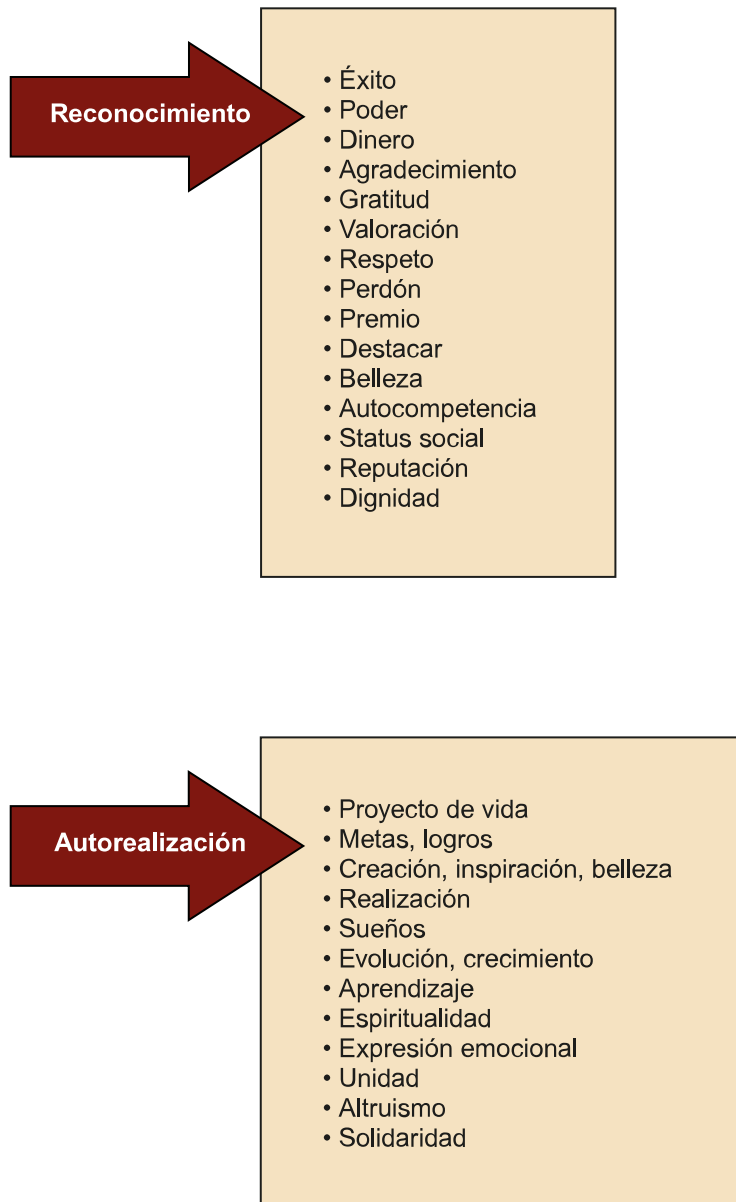 Reconocimiento
• Éxito
• Poder
• Dinero
• Agradecimiento
• Gratitud
• Valoración
• Respeto
• Perdón
• Premio
• Destacar
• Belleza
• Autocompetencia
• Status social
• Reputación
• Dignidad
Autorealización
• Proyecto de vida
• Metas, logros
• Creación, inspiración, belleza
• Realización
• Sueños
• Evolución, crecimiento
• Aprendizaje
• Espiritualidad
• Expresión emocional
• Unidad
• Altruismo
• Solidaridad